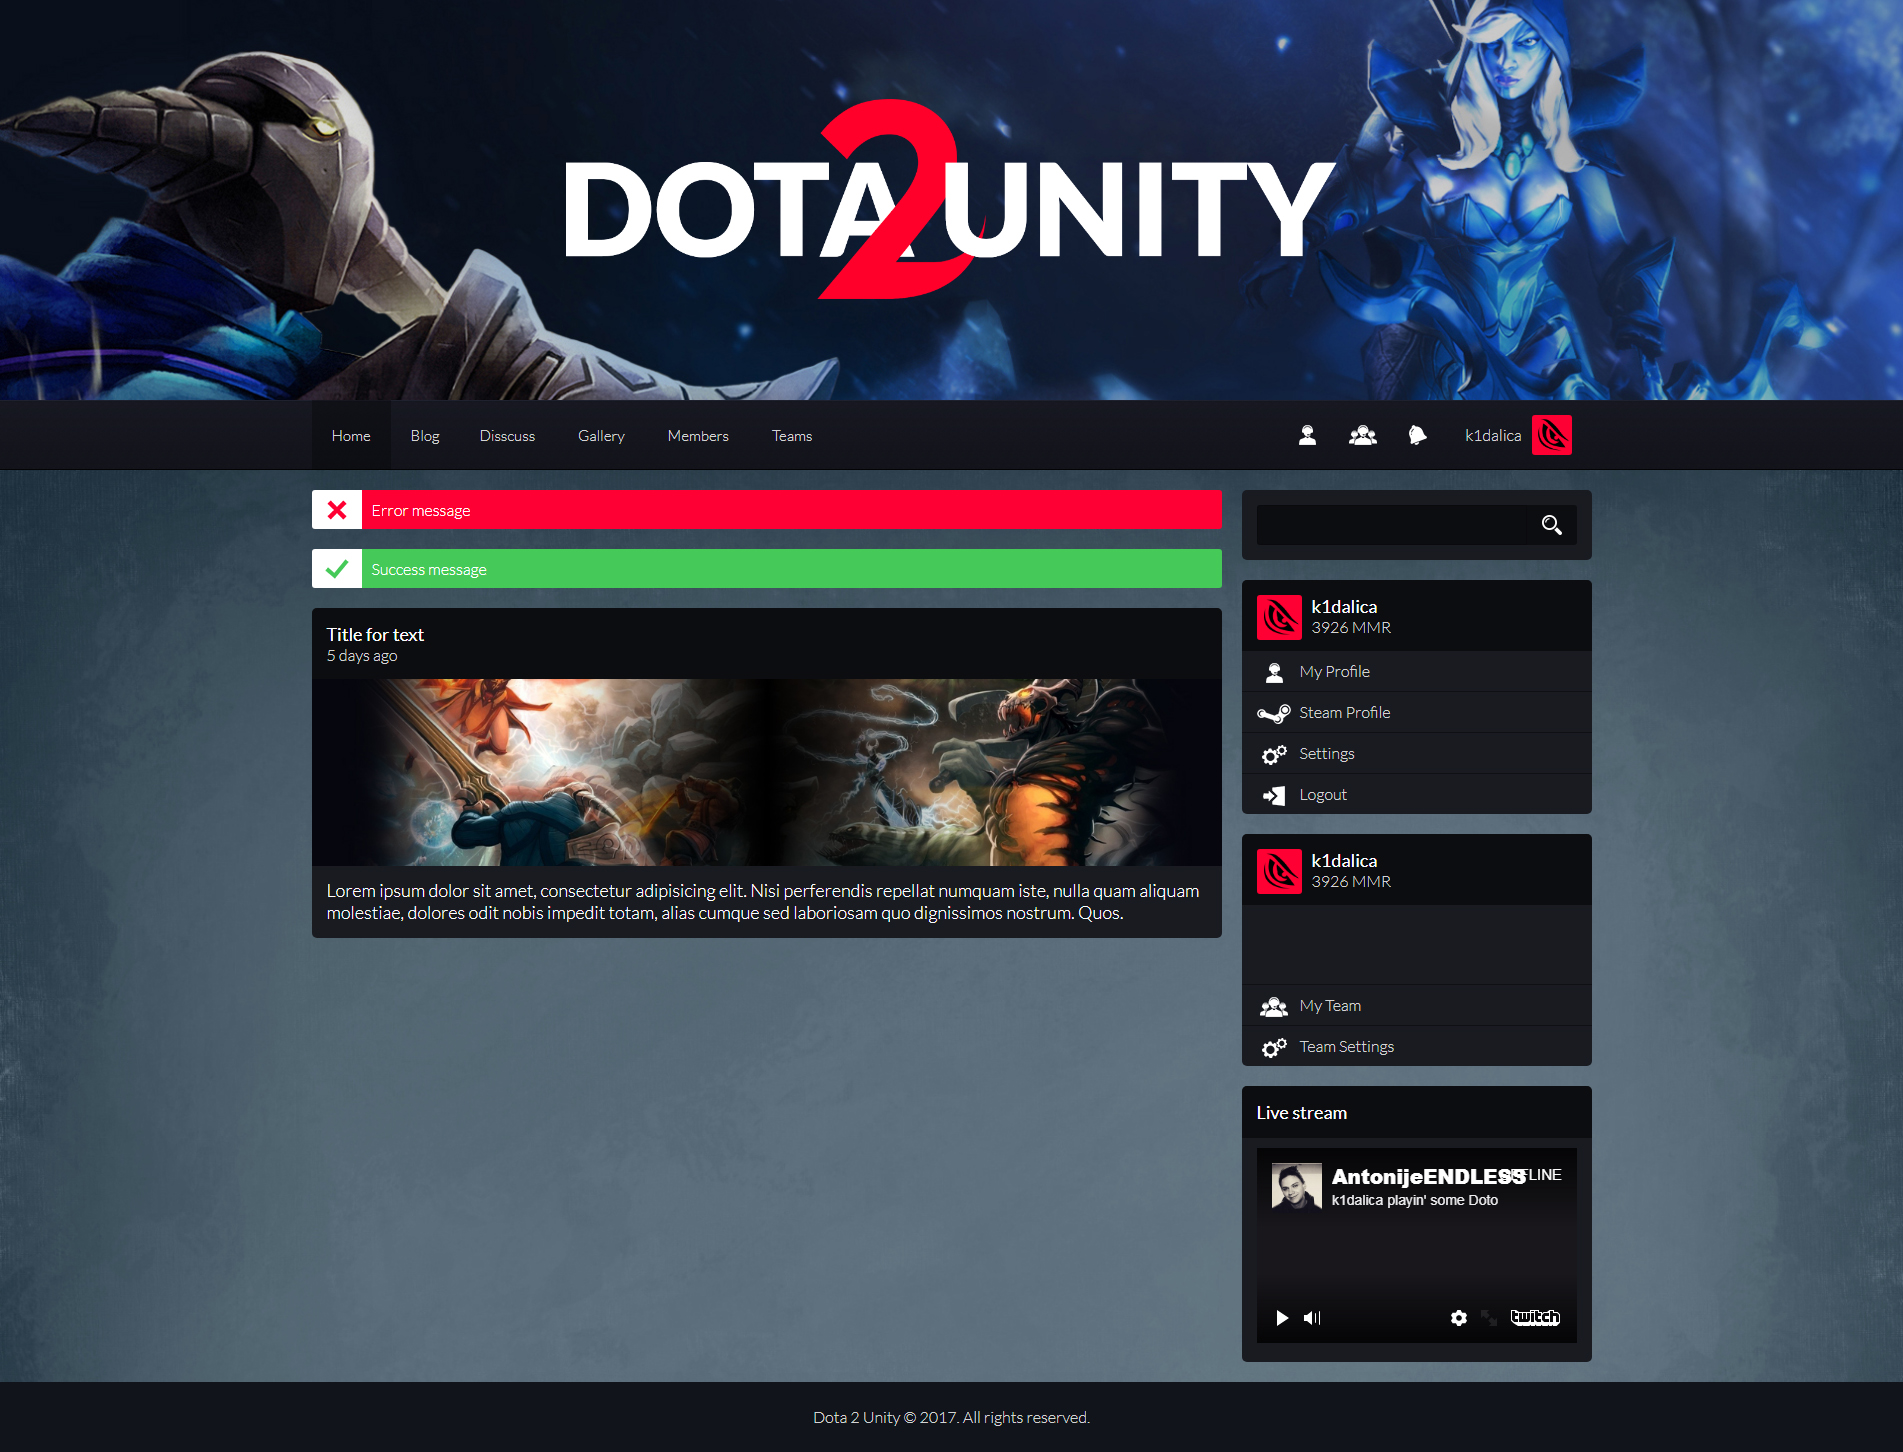 DOTA 2 UNITY
Home
Blog
Disscuss
Gallery
Members
Teams
k1dalica
Error message
Success message
Title for text
5 days ago
Lorem ipsum dolor sit amet, consectetur adipisicing elit. Nisi perferendis repellat numquam iste, nulla quam aliquam
molestiae, dolores odit nobis impedit totam, alias cumque sed laboriosam quo dignissimos nostrum. Quos.
k1dalica
3926 MMR
My Profile
Steam Profile
Settings
Logout
k1dalica
3926 MMR
My Team
Team Settings
Live stream
AntonijeENDLESS
OFFLINE
k1dalica playin' some Doto
twitch
Dota 2 Unity © 2017. All rights reserved.